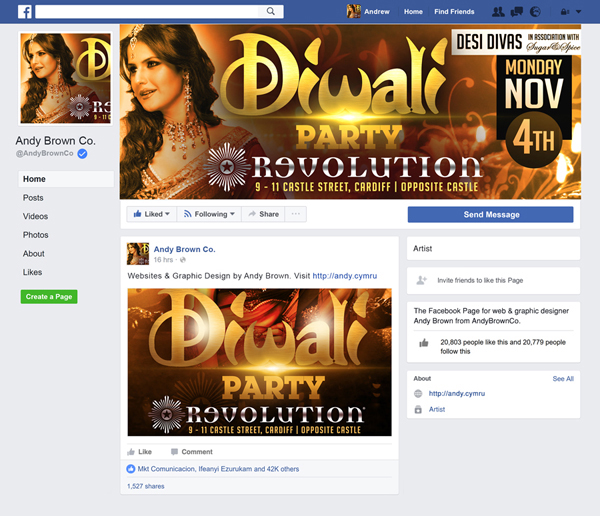 Andrew Home Find Friends
Diwali
PARTY
REVOLUTION
9 - 11 CASTLE STREET, CARDIFF | OPPOSITE CASTLE
DESI DIVAS IN ASSOCIATION WITH Sugar & Spice
MONDAY
NOV
4TH
REV
Andy Brown Co.
@AndyBrownCo
Home
Posts
Videos
Photos
About
Likes
Create a Page
Liked Following Share
Send Message
Andy Brown Co.
16 hrs ·
Websites & Graphic Design by Andy Brown. Visit http://andy.cymru
Diwali
PARTY
REVOLUTION
9 - 11 CASTLE STREET, CARDIFF | OPPOSITE CASTLE
Like Comment
Mkt Comunicacion, Ifeanyi Ezurukam and 42K others
1,527 shares
Artist
Invite friends to like this Page
The Facebook Page for web & graphic designer
Andy Brown from AndyBrownCo.
20,803 people like this and 20,779 people
follow this
About See All
http://andy.cymru
Artist